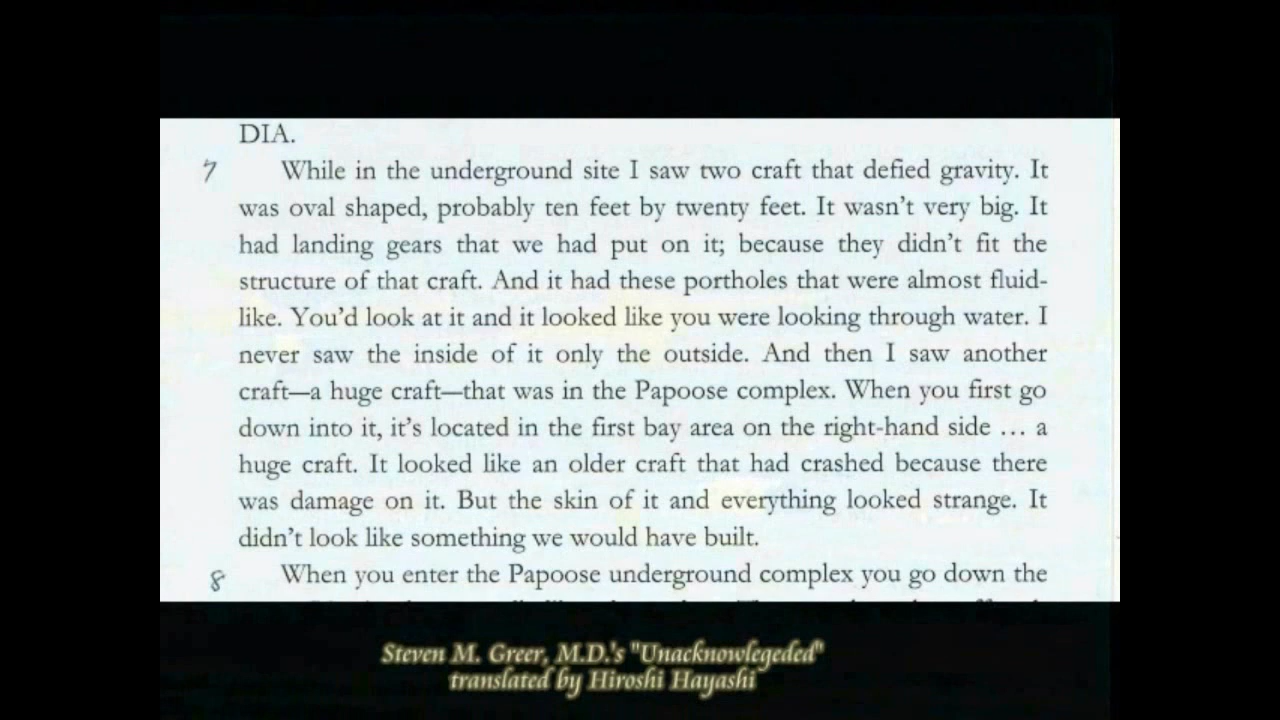 DIA.
7 While in the underground site I saw two craft that defied gravity. It
was oval shaped, probably ten feet by twenty feet. It wasn't very big. It
had landing gears that we had put on it; because they didn't fit the
structure of that craft. And it had these portholes that were almost fluid-
like. You'd look at it and it looked like you were looking through water. I
never saw the inside of it only the outside. And then I saw another
craft—a huge craft—that was in the Papoose complex. When you first go
down into it, it's located in the first bay area on the right-hand side … a
huge craft. It looked like an older craft that had crashed because there
was damage on it. But the skin of it and everything looked strange. It
didn't look like something we would have built.
8 When you enter the Papoose underground complex you go down the
Steven M. Greer, M.D.'s "Unacknowlegeded"
translated by Hiroshi Hayashi